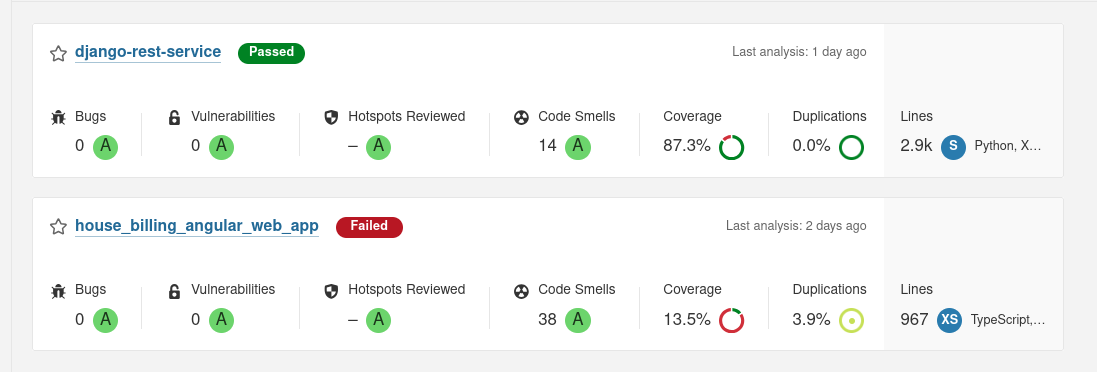 django-rest-service Passed Last analysis: 1 day ago
Bugs Vulnerabilities Hotspots Reviewed Code Smells Coverage Duplications Lines
0 A 0 A – A 14 A 87.3% 0.0% 2.9k S Python, X...
house_billing_angular_web_app Failed Last analysis: 2 days ago
Bugs Vulnerabilities Hotspots Reviewed Code Smells Coverage Duplications Lines
0 A 0 A – A 38 A 13.5% 3.9% 967 XS TypeScript,...